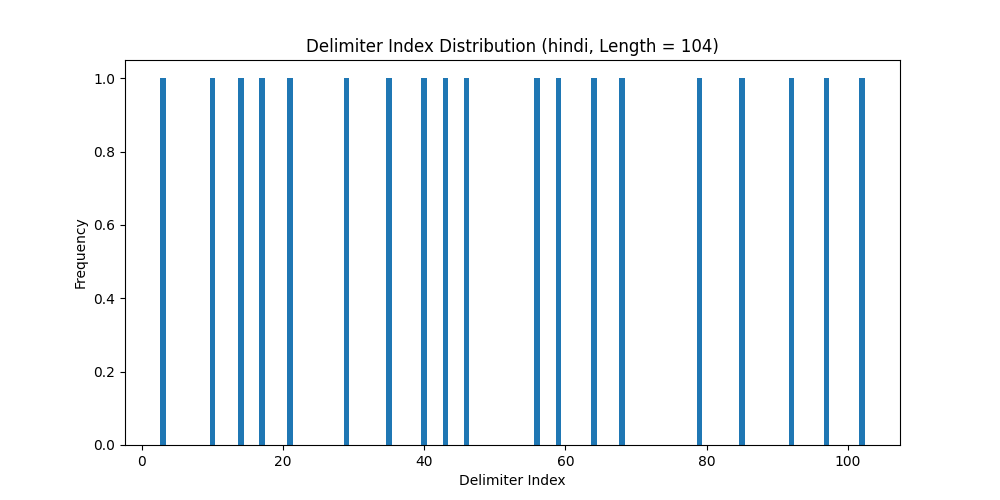 Delimiter Index Distribution (hindi, Length = 104)
1.0
0.8
0.6
0.4
0.2
0.0
Frequency
0 20 40 60 80 100
Delimiter Index